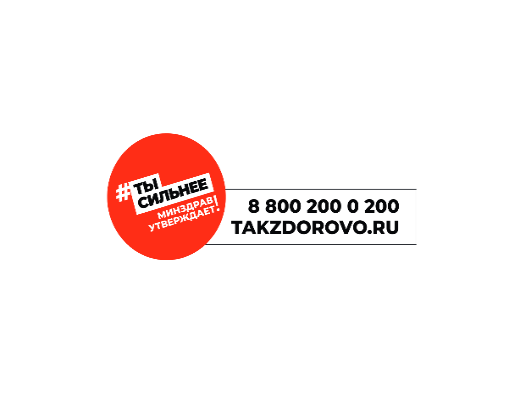 #ТЫ
СИЛЬНЕЕ
МИНЗДРАВ
УТВЕРЖДАЕТ!
8 800 200 0 200
TAKZDOROVO.RU